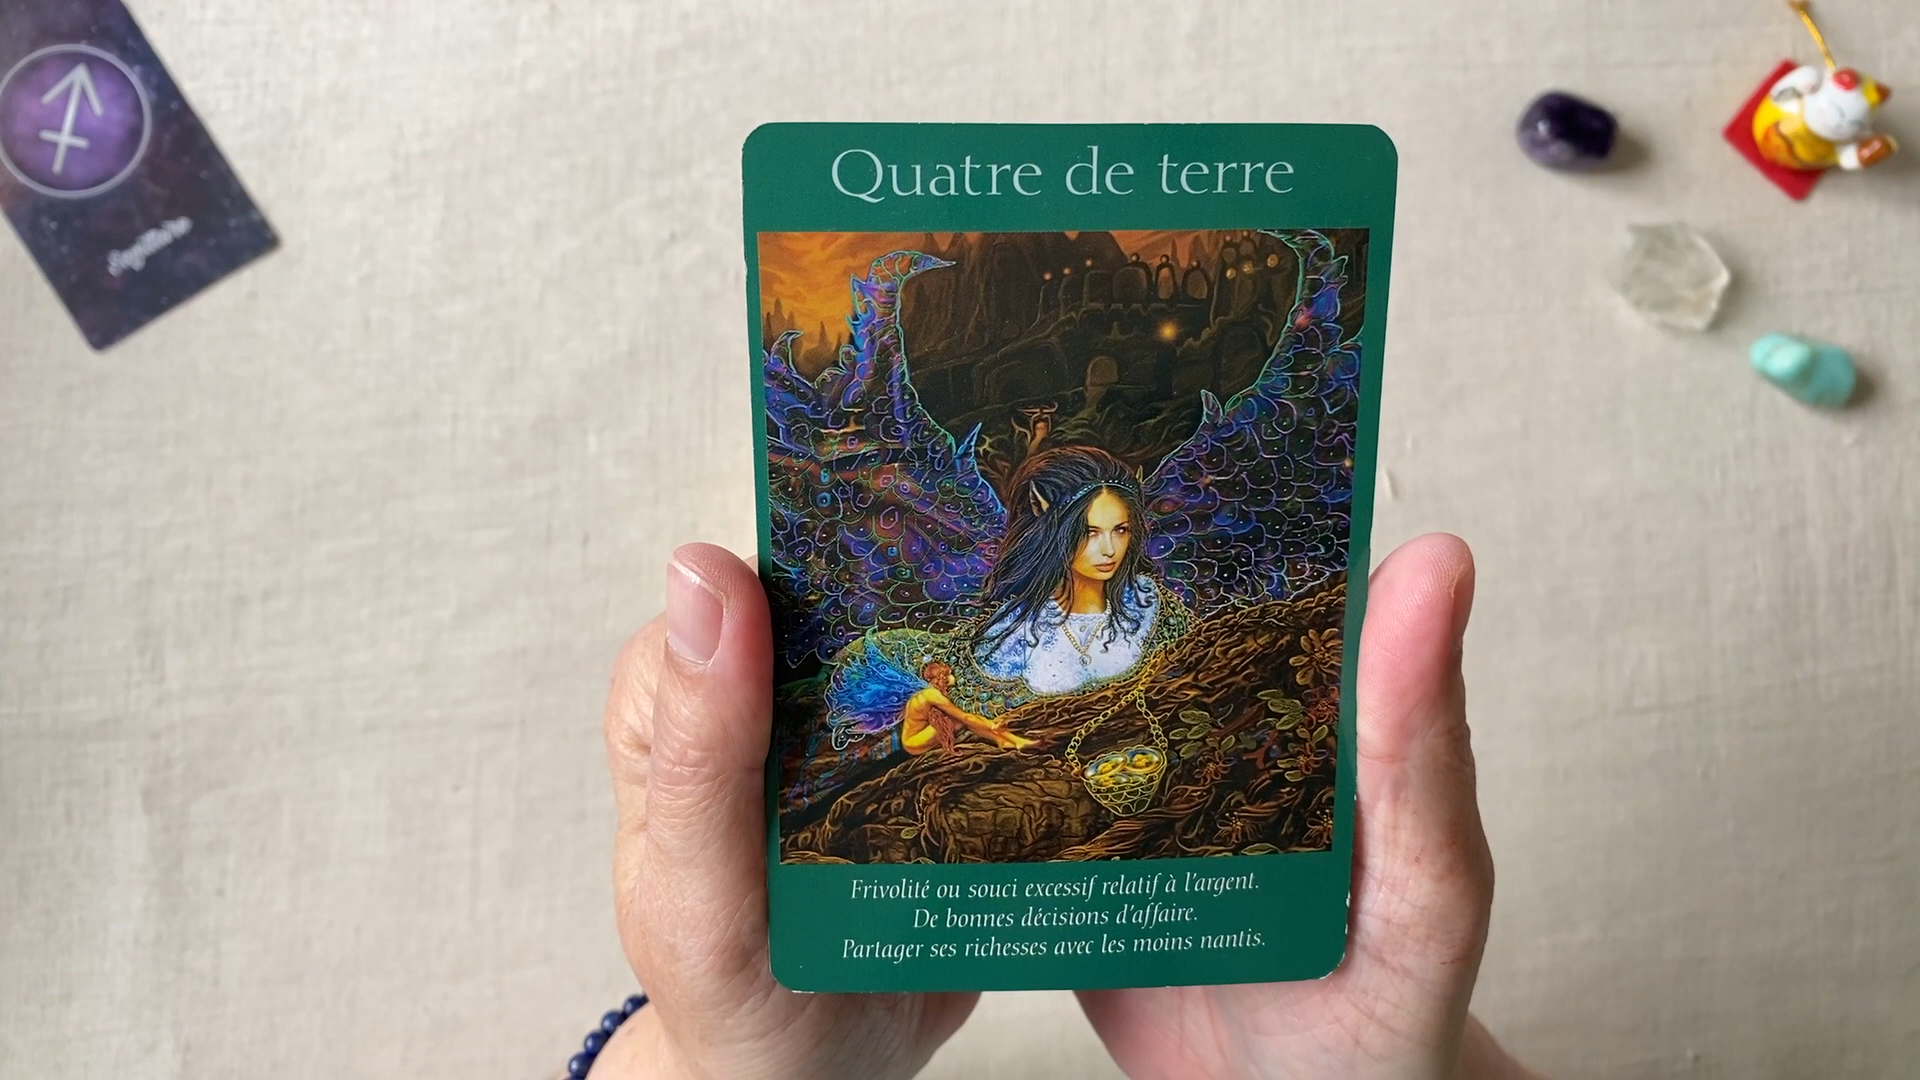 Sagittaire
Quatre de terre
Frivolité ou souci excessif relatif à l'argent.
De bonnes décisions d'affaire.
Partager ses richesses avec les moins nantis.